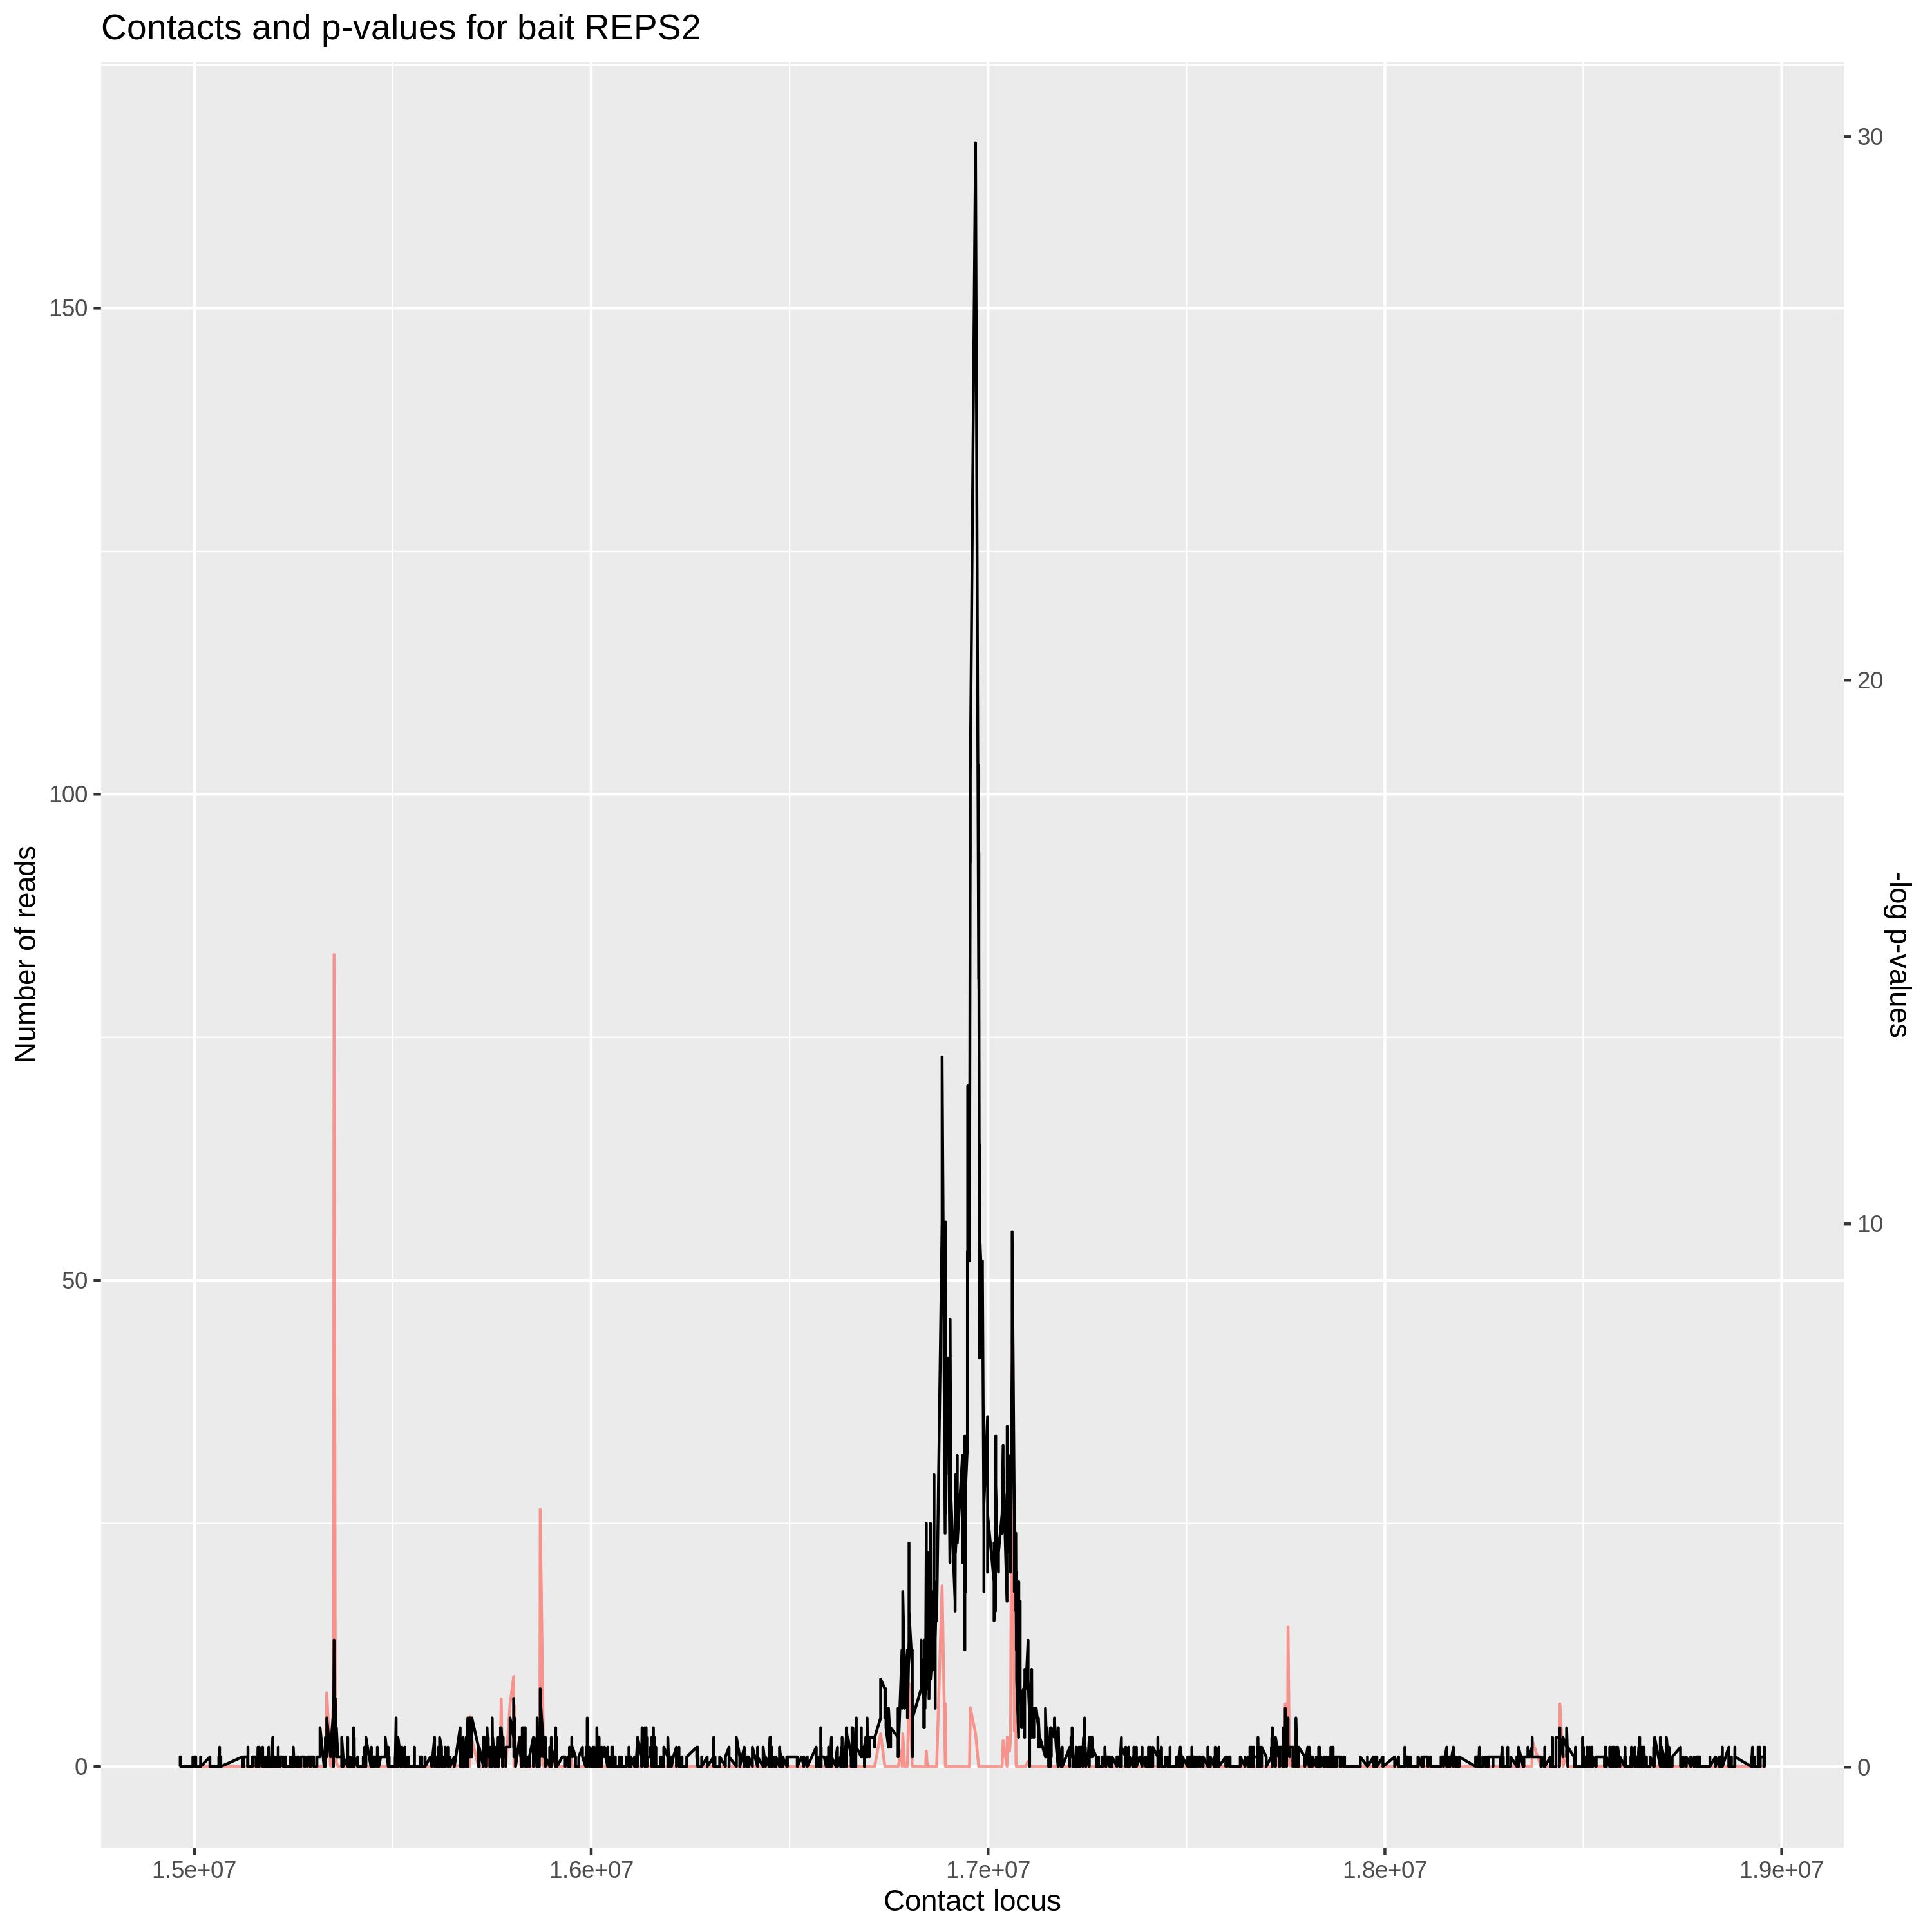 Contacts and p-values for bait REPS2
Number of reads
150
100
50
0
30
20
10
0
-log p-values
1.5e+07 1.6e+07 1.7e+07 1.8e+07 1.9e+07
Contact locus